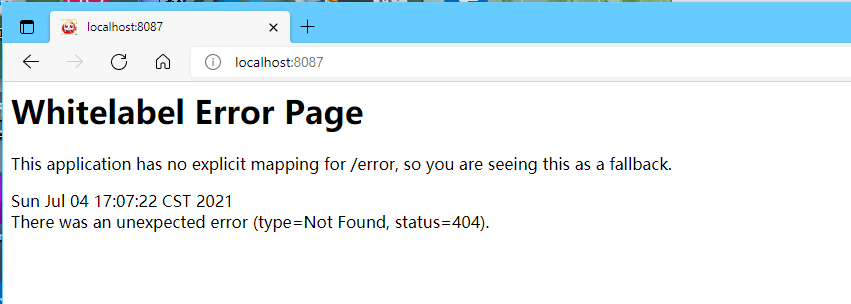 localhost:8087
localhost:8087
Whitelabel Error Page
This application has no explicit mapping for /error, so you are seeing this as a fallback.
Sun Jul 04 17:07:22 CST 2021
There was an unexpected error (type=Not Found, status=404).